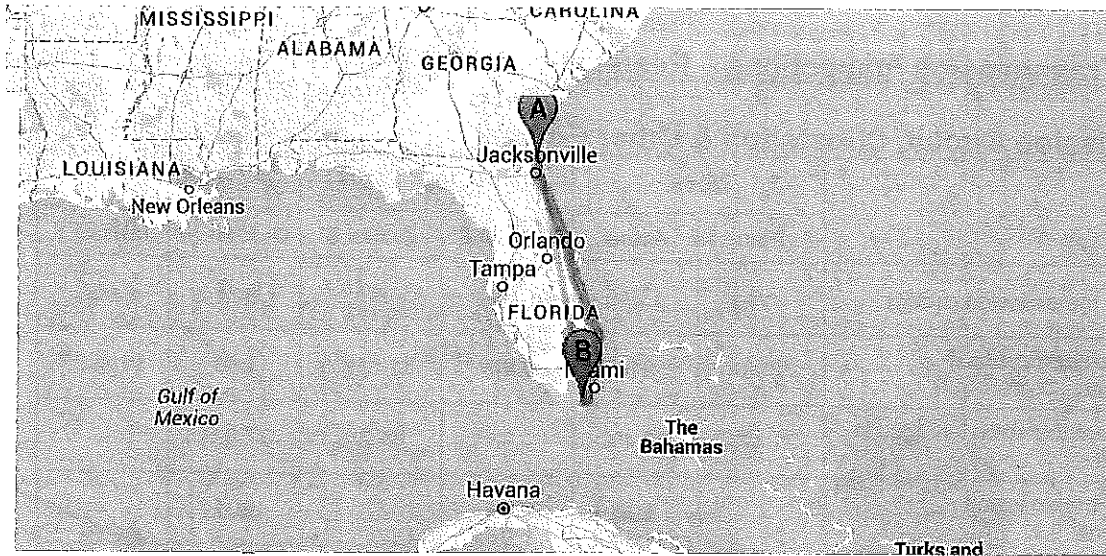 MISSISSIPPI
CAROLINA
ALABAMA
GEORGIA
A
Jacksonville
LOUISIANA
New Orleans
Orlando
Tampa
FLORIDA
B
Miami
Gulf of
Mexico
The
Bahamas
Havana
Turks and